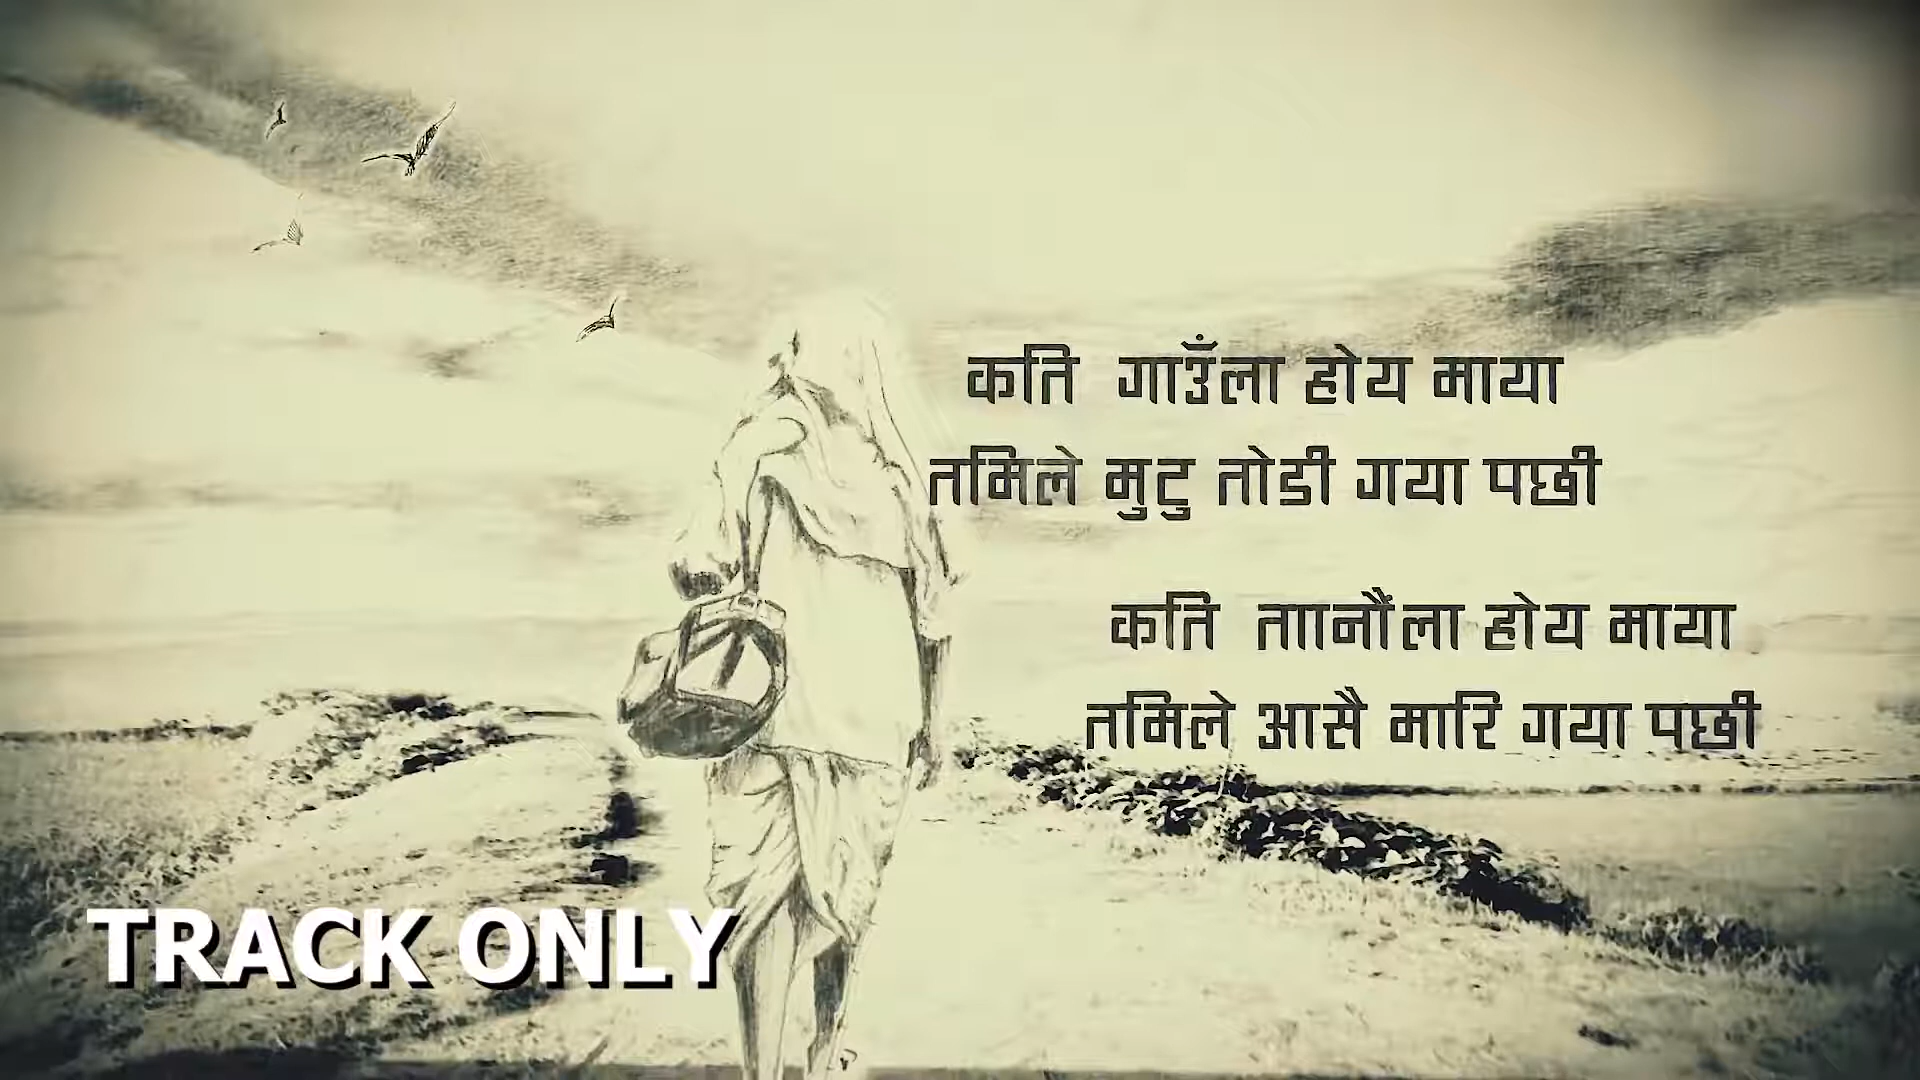 कति गाउँला होय माया
तमिले मुटु तोडी गया पछी
कति ताानौंला होय माया
तमिले आसै मारि गया पछी
TRACK ONLY